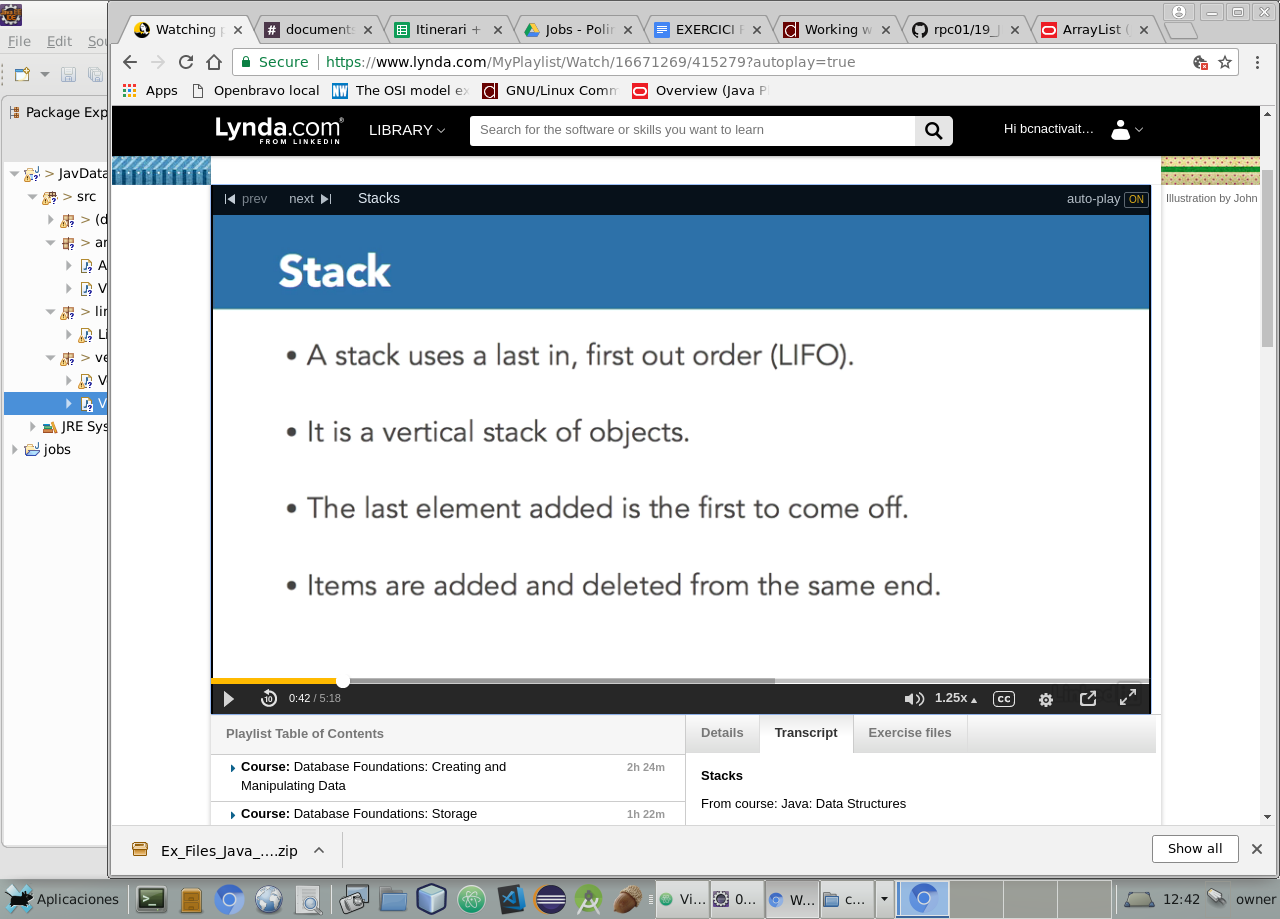 File Edit Sou
Package Exp
> JavData
> src
> (d
> ar
A
V
> lin
Li
> ve
V
V
JRE Sys
jobs
Watching p
documents
Itinerari +
Jobs - Polin
EXERCICI F
Working w
rpc01/19_J
ArrayList (
Secure https://www.lynda.com/MyPlaylist/Watch/16671269/415279?autoplay=true
Apps Openbravo local The OSI model ex GNU/Linux Comm Overview (Java P
Lynda.com
FROM LINKEDIN
LIBRARY
Search for the software or skills you want to learn
Hi bcnactivait...
Illustration by John
prev next Stacks auto-play ON
Stack
• A stack uses a last in, first out order (LIFO).
• It is a vertical stack of objects.
• The last element added is the first to come off.
• Items are added and deleted from the same end.
10 0:42 / 5:18 1.25x cc
Playlist Table of Contents
Course: Database Foundations: Creating and
Manipulating Data
2h 24m
Course: Database Foundations: Storage
1h 22m
Details Transcript Exercise files
Stacks
From course: Java: Data Structures
Ex_Files_Java_....zip
Show all
Aplicaciones Vi... 0... W... c... 12:42 owner